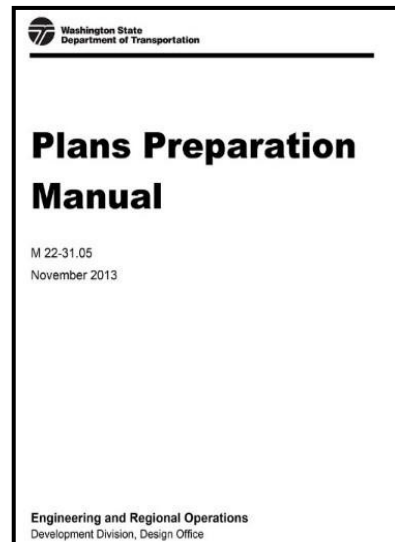 Washington State
Department of Transportation
Plans Preparation
Manual
M 22-31.05
November 2013
Engineering and Regional Operations
Development Division, Design Office